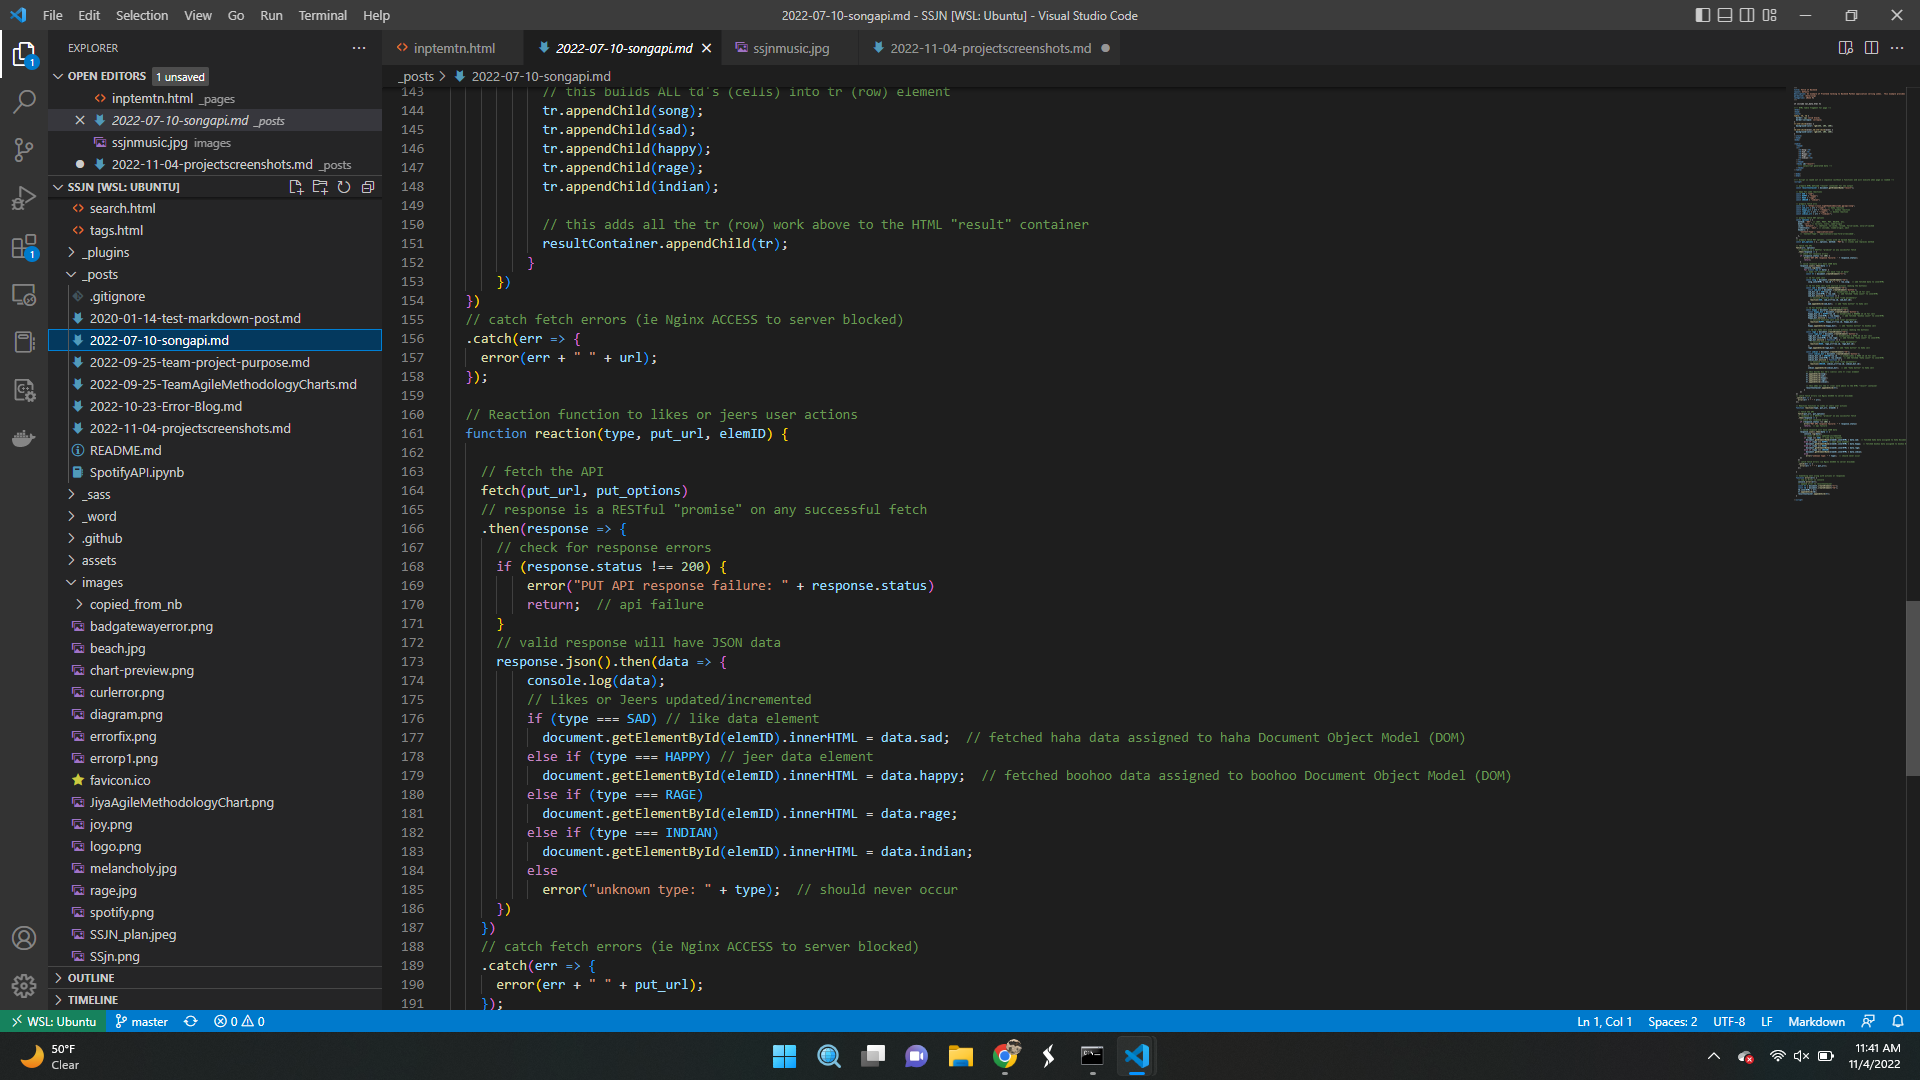 File Edit Selection View Go Run Terminal Help
2022-07-10-songapi.md - SSJN [WSL: Ubuntu] - Visual Studio Code
EXPLORER
OPEN EDITORS 1 unsaved
inptemtn.html _pages
2022-07-10-songapi.md _posts
ssjnmusic.jpg images
2022-11-04-projectscreenshots.md _posts
SSJN [WSL: UBUNTU]
search.html
tags.html
_plugins
_posts
.gitignore
2020-01-14-test-markdown-post.md
2022-07-10-songapi.md
2022-09-25-team-project-purpose.md
2022-09-25-TeamAgileMethodologyCharts.md
2022-10-23-Error-Blog.md
2022-11-04-projectscreenshots.md
README.md
SpotifyAPI.ipynb
_sass
_word
.github
assets
images
copied_from_nb
badgatewayerror.png
beach.jpg
chart-preview.png
curlerror.png
diagram.png
errorfix.png
errorp1.png
favicon.ico
JiyaAgileMethodologyChart.png
joy.png
logo.png
melancholy.jpg
rage.jpg
spotify.png
SSJN_plan.jpeg
SSjn.png
OUTLINE
TIMELINE
inptemtn.html 2022-07-10-songapi.md ssjnmusic.jpg 2022-11-04-projectscreenshots.md
_posts > 2022-07-10-songapi.md
143 // this builds ALL td's (cells) into tr (row) element
144 tr.appendChild(song);
145 tr.appendChild(sad);
146 tr.appendChild(happy);
147 tr.appendChild(rage);
148 tr.appendChild(indian);
149
150 // this adds all the tr (row) work above to the HTML "result" container
151 resultContainer.appendChild(tr);
152 }
153 })
154 })
155 // catch fetch errors (ie Nginx ACCESS to server blocked)
156 .catch(err => {
157 error(err + " " + url);
158 });
159
160 // Reaction function to likes or jeers user actions
161 function reaction(type, put_url, elemID) {
162
163 // fetch the API
164 fetch(put_url, put_options)
165 // response is a RESTful "promise" on any successful fetch
166 .then(response => {
167 // check for response errors
168 if (response.status !== 200) {
169 error("PUT API response failure: " + response.status)
170 return; // api failure
171 }
172 // valid response will have JSON data
173 response.json().then(data => {
174 console.log(data);
175 // Likes or Jeers updated/incremented
176 if (type === SAD) // like data element
177 document.getElementById(elemID).innerHTML = data.sad; // fetched haha data assigned to haha Document Object Model (DOM)
178 else if (type === HAPPY) // jeer data element
179 document.getElementById(elemID).innerHTML = data.happy; // fetched boohoo data assigned to boohoo Document Object Model (DOM)
180 else if (type === RAGE)
181 document.getElementById(elemID).innerHTML = data.rage;
182 else if (type === INDIAN)
183 document.getElementById(elemID).innerHTML = data.indian;
184 else
185 error("unknown type: " + type); // should never occur
186 })
187 })
188 // catch fetch errors (ie Nginx ACCESS to server blocked)
189 .catch(err => {
190 error(err + " " + put_url);
191 });
WSL: Ubuntu master 0 0 Ln 1, Col 1 Spaces: 2 UTF-8 LF Markdown
50°F
Clear
11:41 AM
11/4/2022